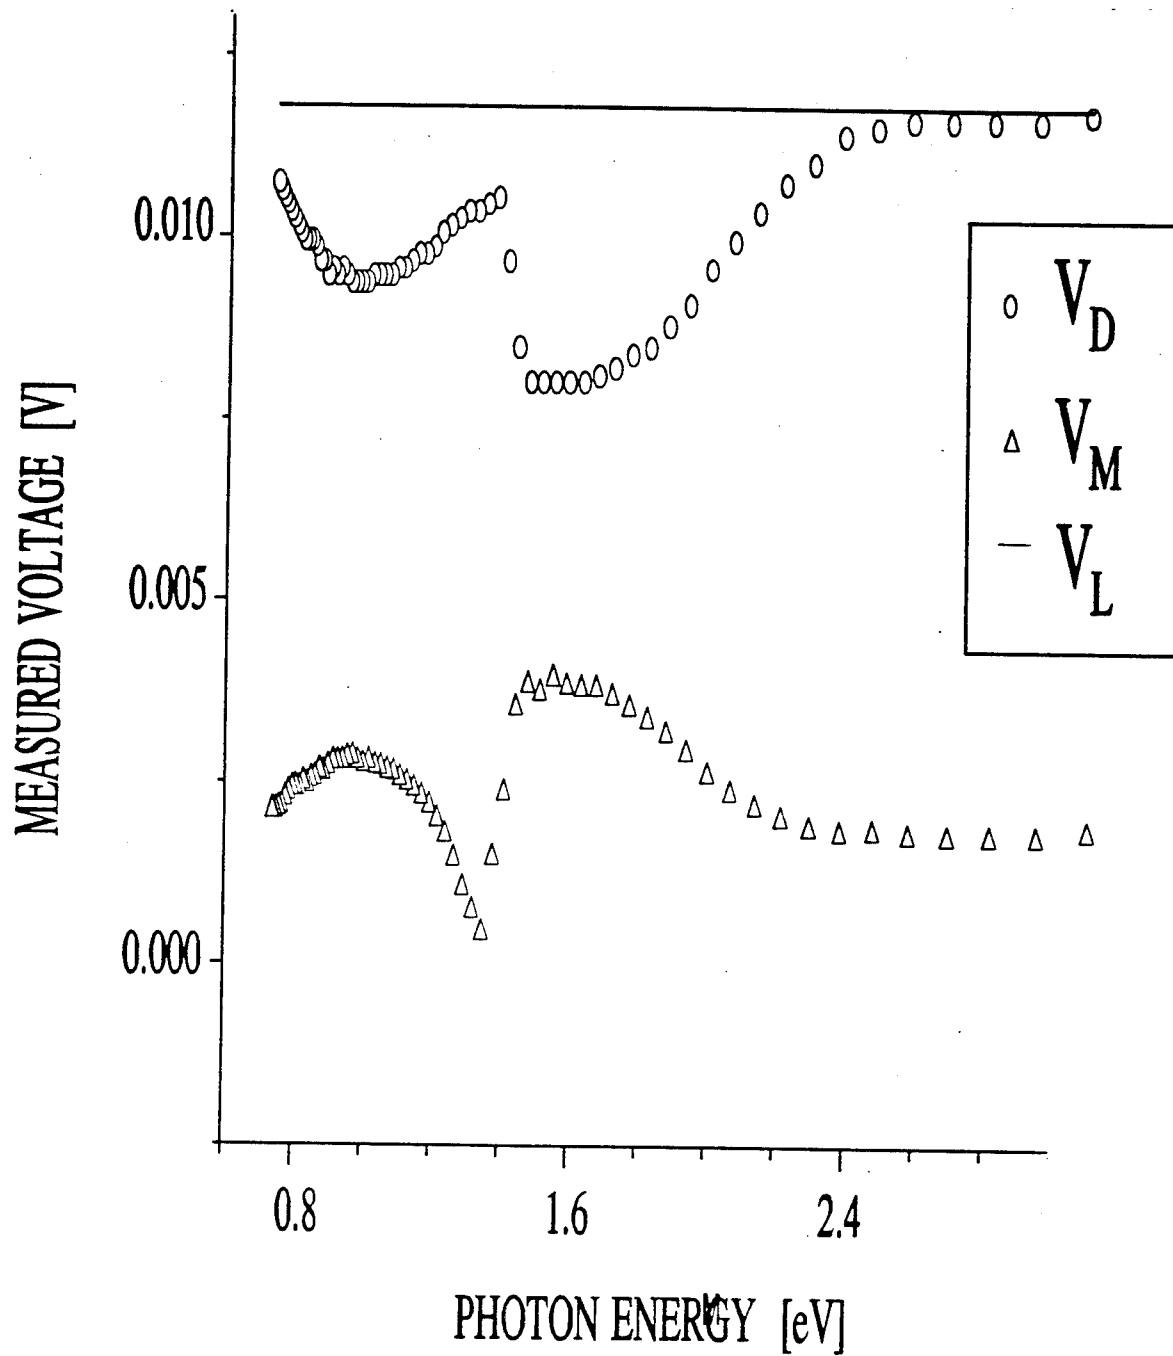 MEASURED VOLTAGE [V]
0.010
0.005
0.000
0.8 1.6 2.4
PHOTON ENERGY [eV]
V_D
V_M
V_L